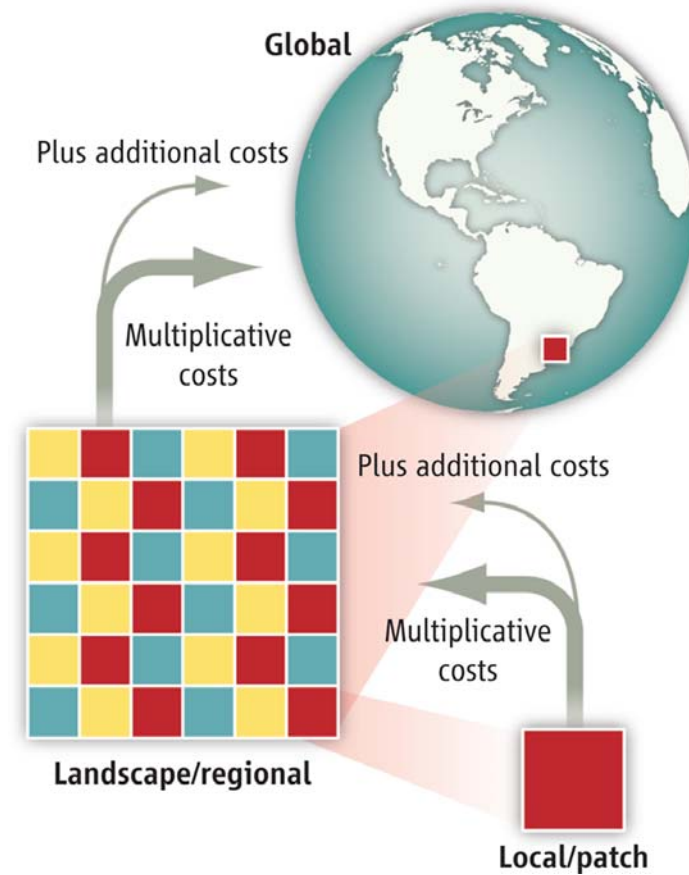 Global
Plus additional costs
Multiplicative
costs
Plus additional costs
Multiplicative
costs
Landscape/regional
Local/patch